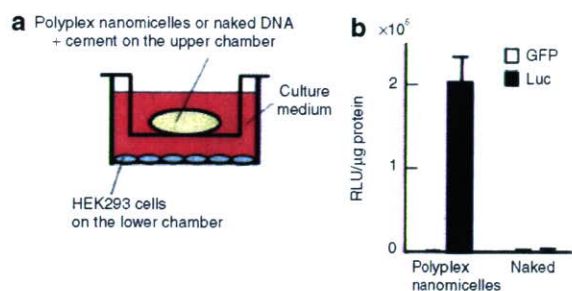 a Polyplex nanomicelles or naked DNA
+ cement on the upper chamber
Culture
medium
HEK293 cells
on the lower chamber
b ×10⁶
GFP
Luc
RLU/µg protein
2
1
0
Polyplex
nanomicelles
Naked